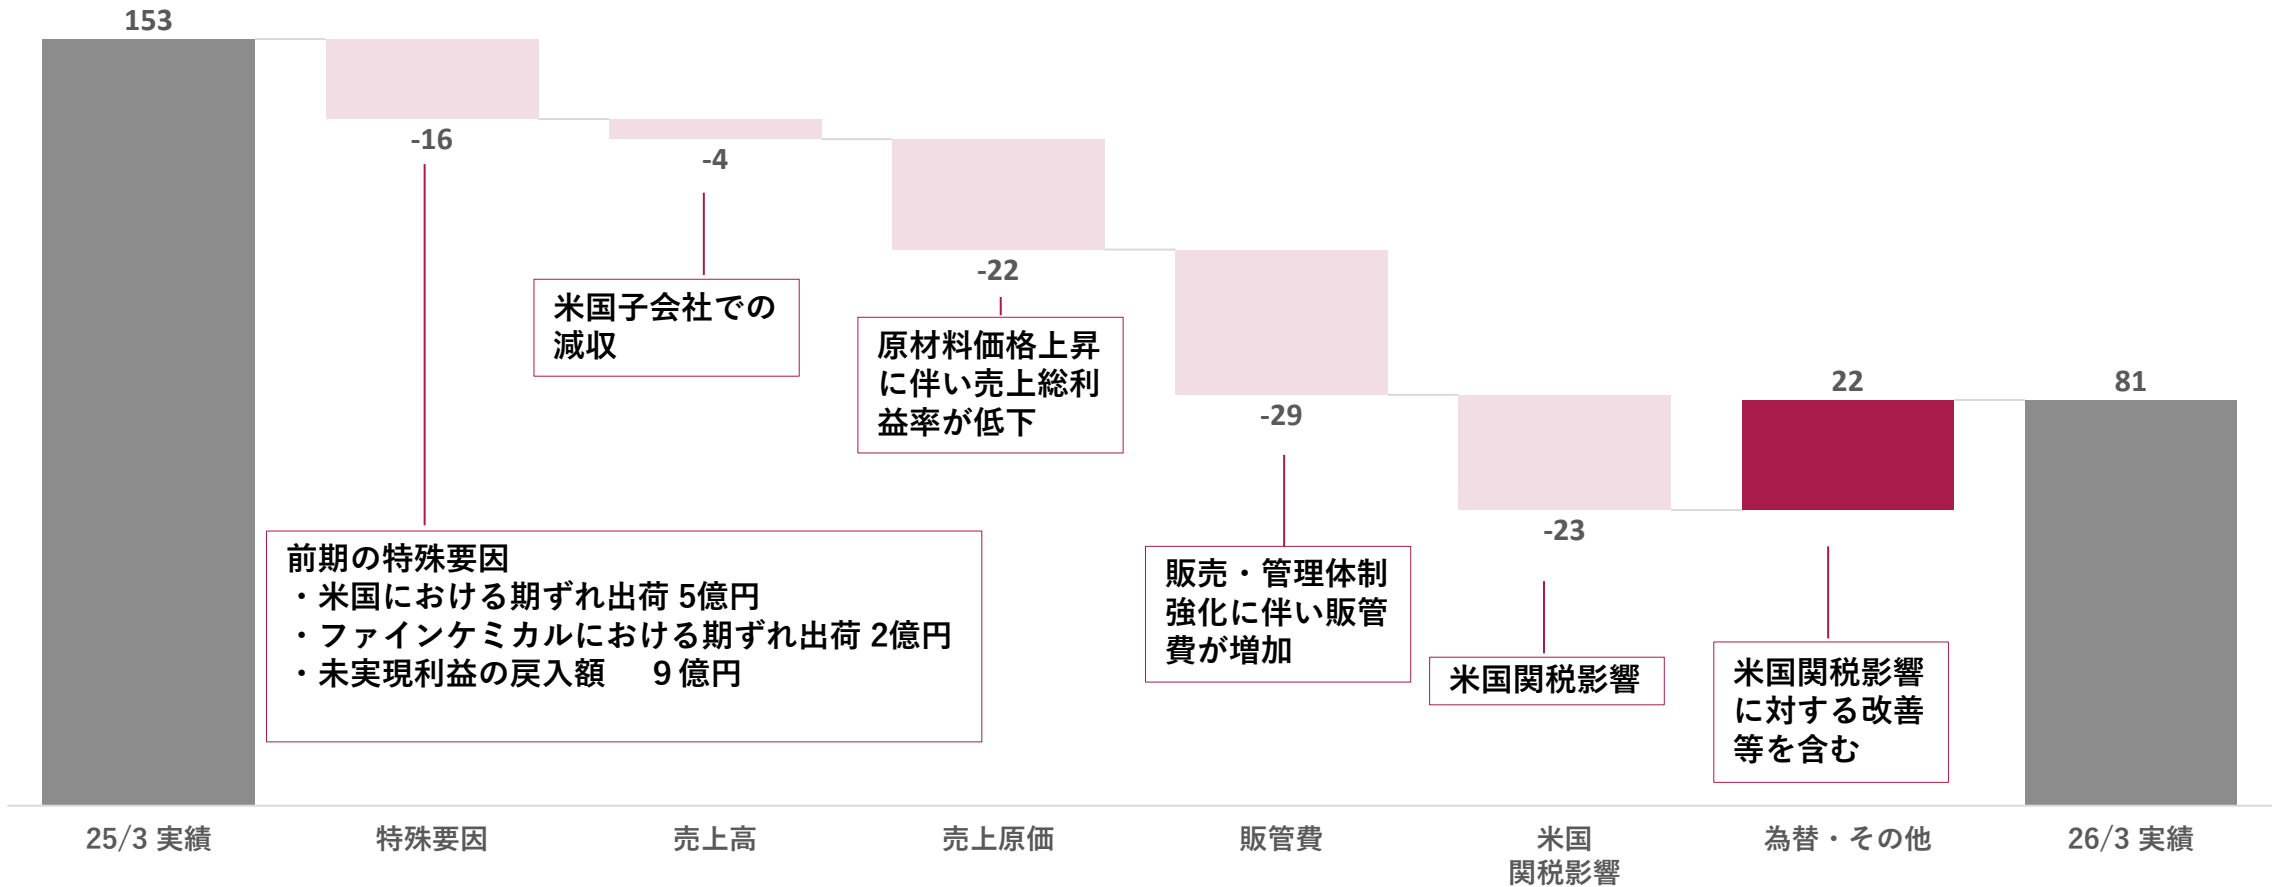 153
-16
-4
-22
-29
-23
22
81
米国子会社での
減収
原材料価格上昇
に伴い売上総利
益率が低下
前期の特殊要因
・米国における期ずれ出荷 5億円
・ファインケミカルにおける期ずれ出荷 2億円
・未実現利益の戻入額　９億円
販売・管理体制
強化に伴い販管
費が増加
米国関税影響
米国関税影響
に対する改善
等を含む
25/3 実績
特殊要因
売上高
売上原価
販管費
米国
関税影響
為替・その他
26/3 実績